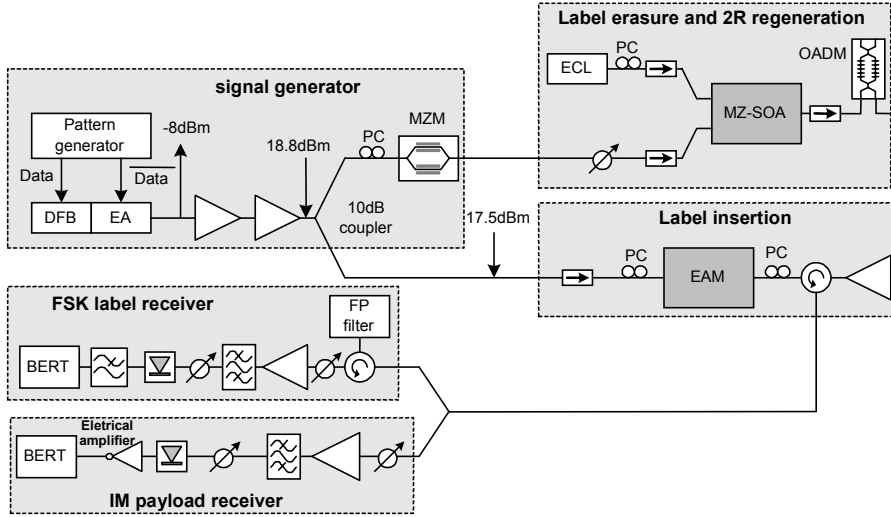 Label erasure and 2R regeneration
PC
OADM
ECL
MZ-SOA
signal generator
Pattern
generator
-8dBm
18.8dBm
PC
MZM
Data
Data
DFB
EA
10dB
coupler
17.5dBm
Label insertion
PC
EAM
PC
FSK label receiver
FP
filter
BERT
Eletrical
amplifier
BERT
IM payload receiver